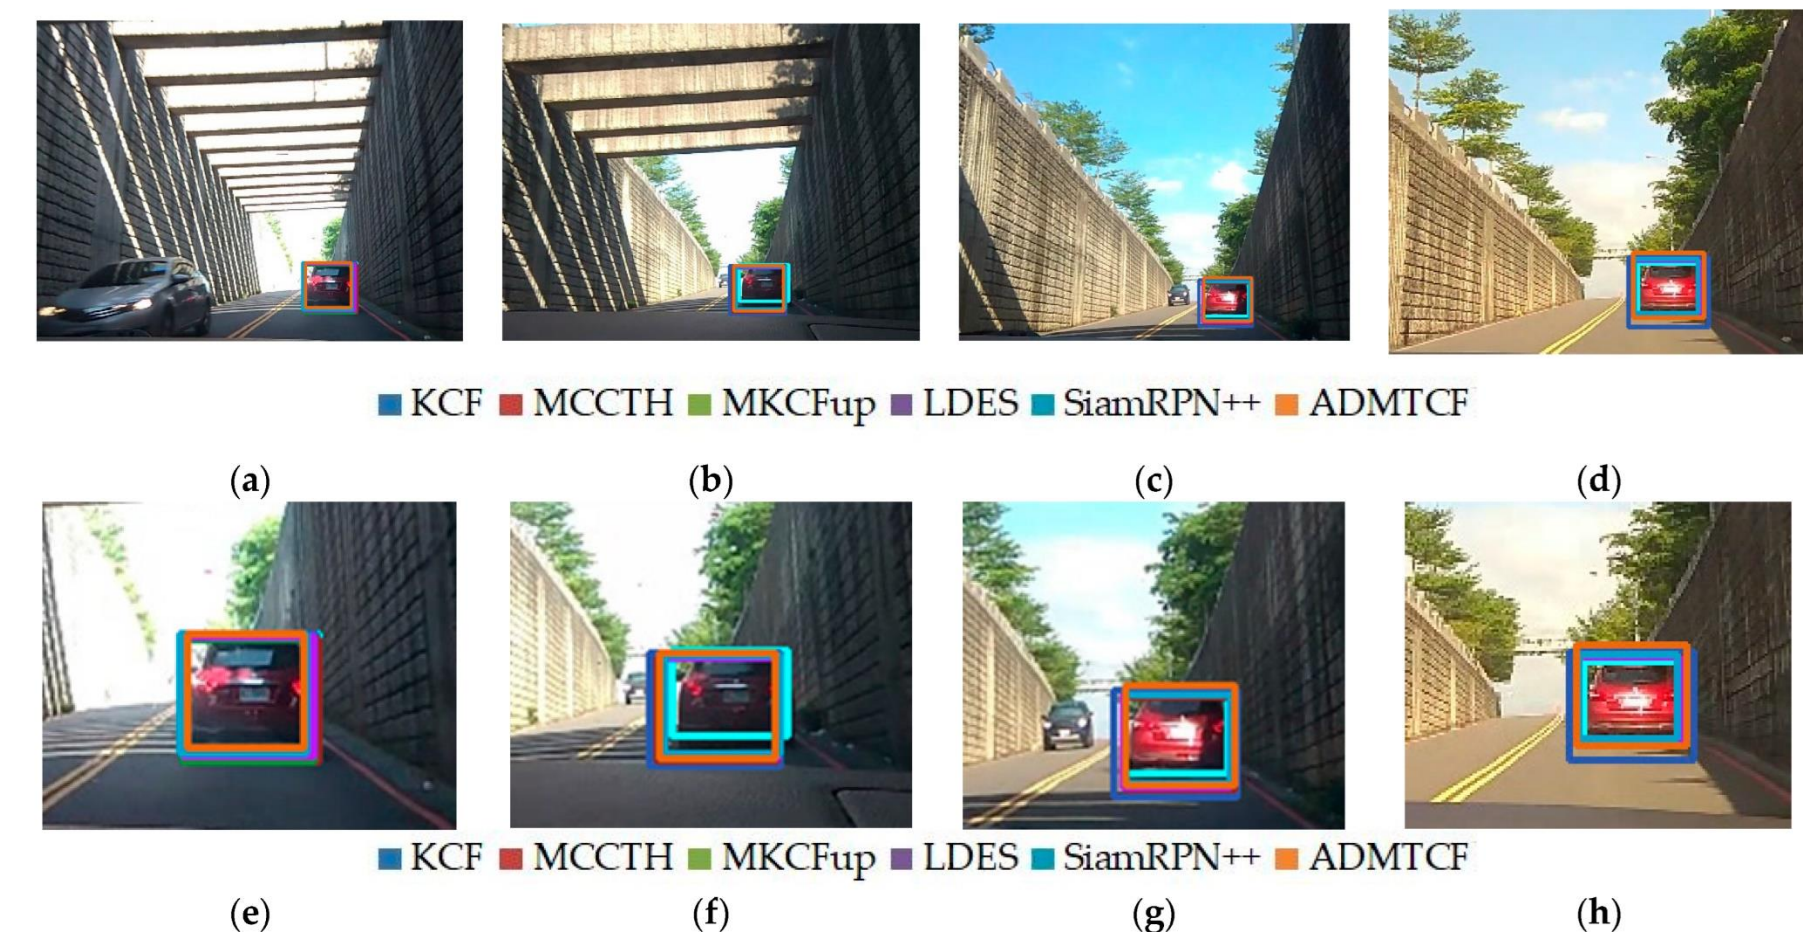 KCF MCCTH MKCFup LDES SiamRPN++ ADMTCF
(a) (b) (c) (d)
KCF MCCTH MKCFup LDES SiamRPN++ ADMTCF
(e) (f) (g) (h)